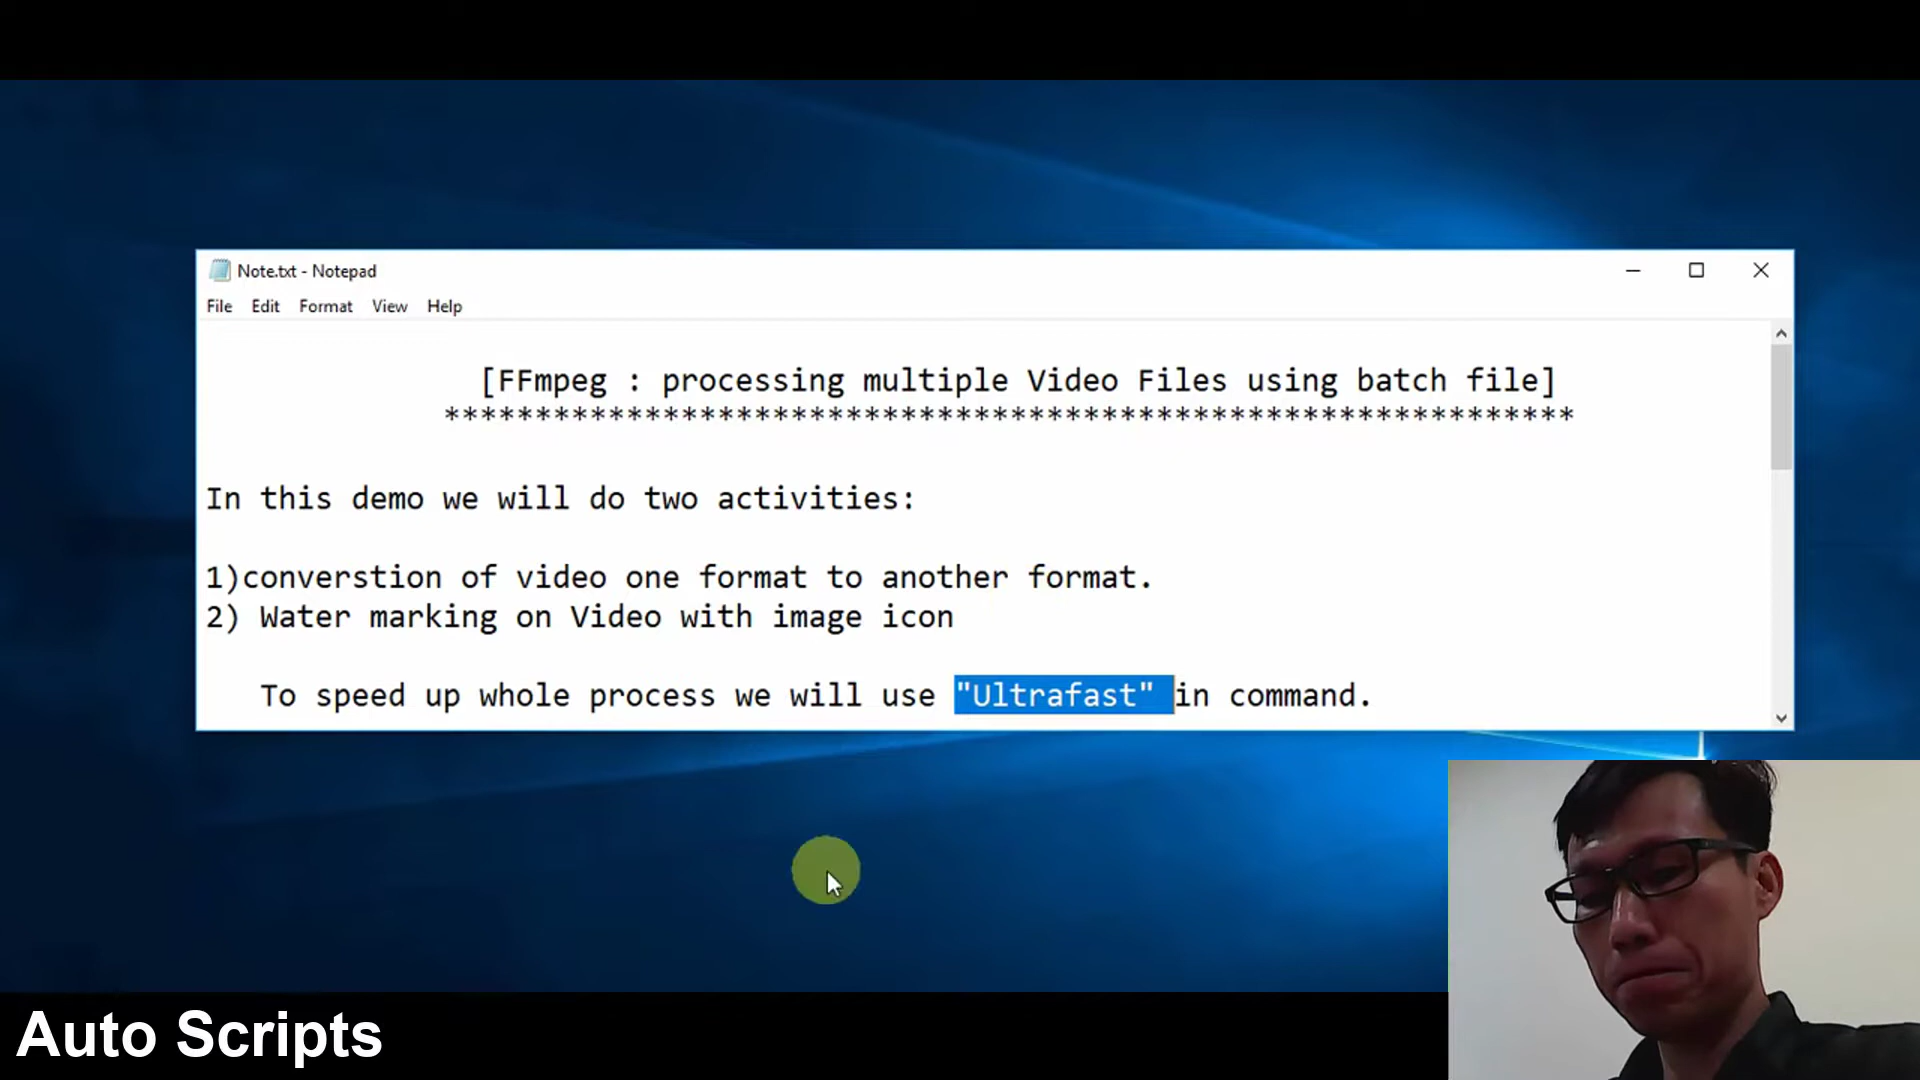 Note.txt - Notepad
File Edit Format View Help
[FFmpeg : processing multiple Video Files using batch file]
**************************************************************
In this demo we will do two activities:
1)converstion of video one format to another format.
2) Water marking on Video with image icon
To speed up whole process we will use "Ultrafast" in command.
Auto Scripts